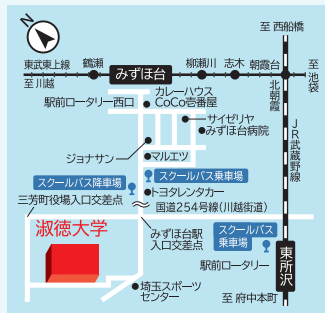 N
至 西船橋
東武東上線
鶴瀬
みずほ台
柳瀬川
志木
朝霞台
至 川越
至
池袋
駅前ロータリー西口
カレーハウス
CoCo壱番屋
北朝霞
サイゼリヤ
みずほ台病院
JR武蔵野線
ジョナサン
マルエツ
スクールバス降車場
スクールバス乗車場
三芳町役場入口交差点
トヨタレンタカー
国道254号線(川越街道)
淑徳大学
みずほ台駅
入口交差点
スクールバス
乗車場
東所沢
駅前ロータリー
埼玉スポーツ
センター
至 府中本町